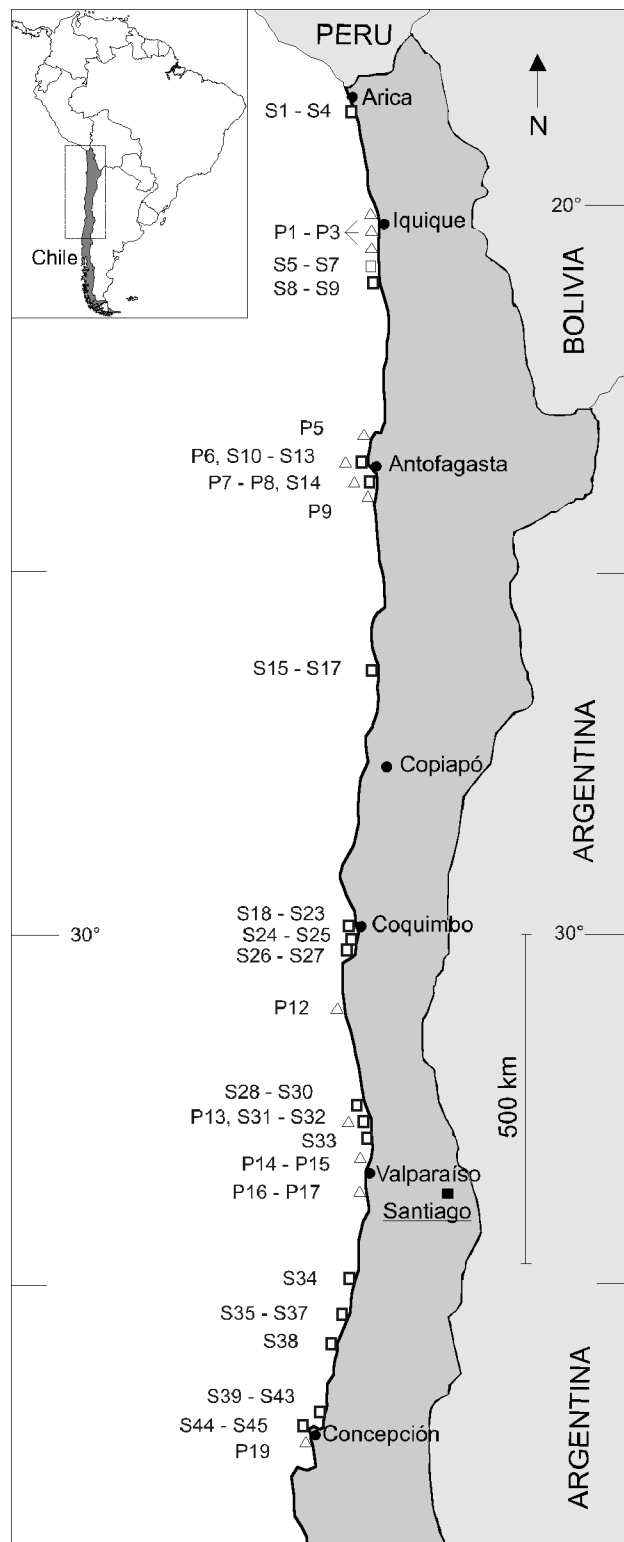 PERU
Arica
S1 - S4
N
20°
Iquique
P1 - P3
Chile
S5 - S7
S8 - S9
BOLIVIA
P5
P6, S10 - S13
Antofagasta
P7 - P8, S14
P9
S15 - S17
ARGENTINA
Copiapó
S18 - S23
Coquimbo
30°
S24 - S25
30°
S26 - S27
P12
500 km
S28 - S30
P13, S31 - S32
S33
P14 - P15
Valparaíso
P16 - P17
Santiago
S34
S35 - S37
S38
S39 - S43
S44 - S45
Concepción
P19
ARGENTINA